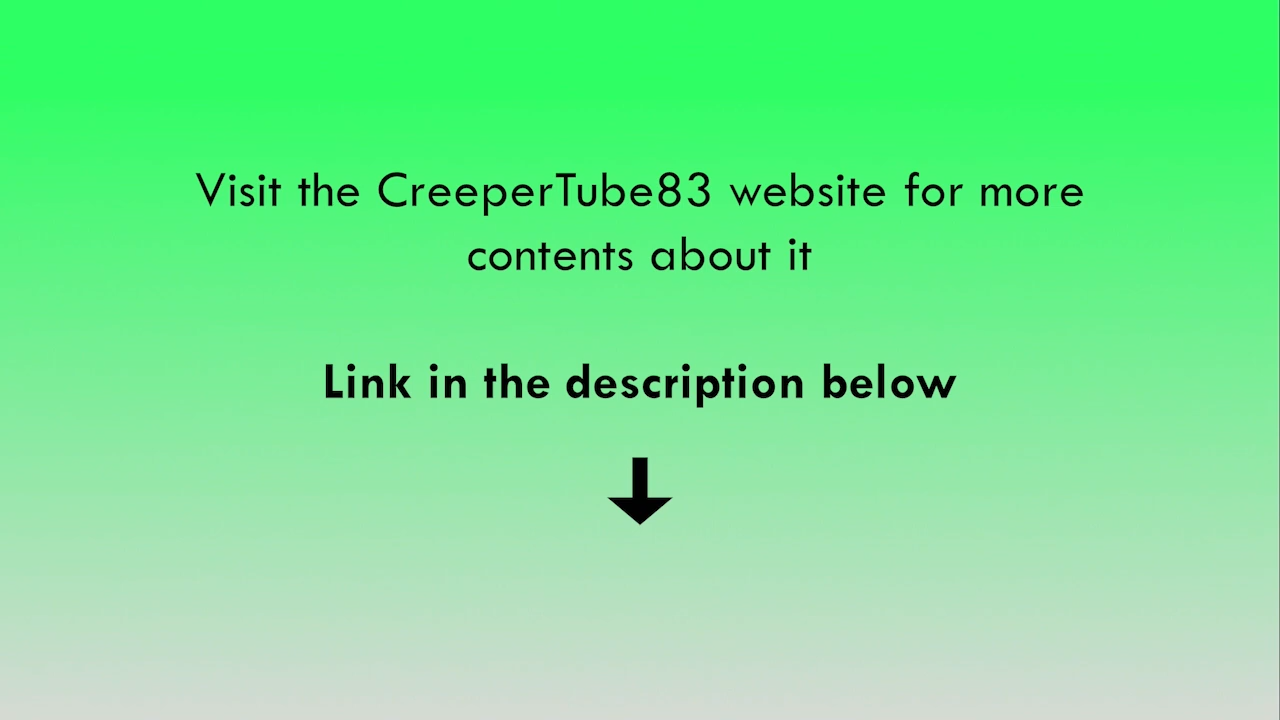 Visit the CreeperTube83 website for more
contents about it
Link in the description below